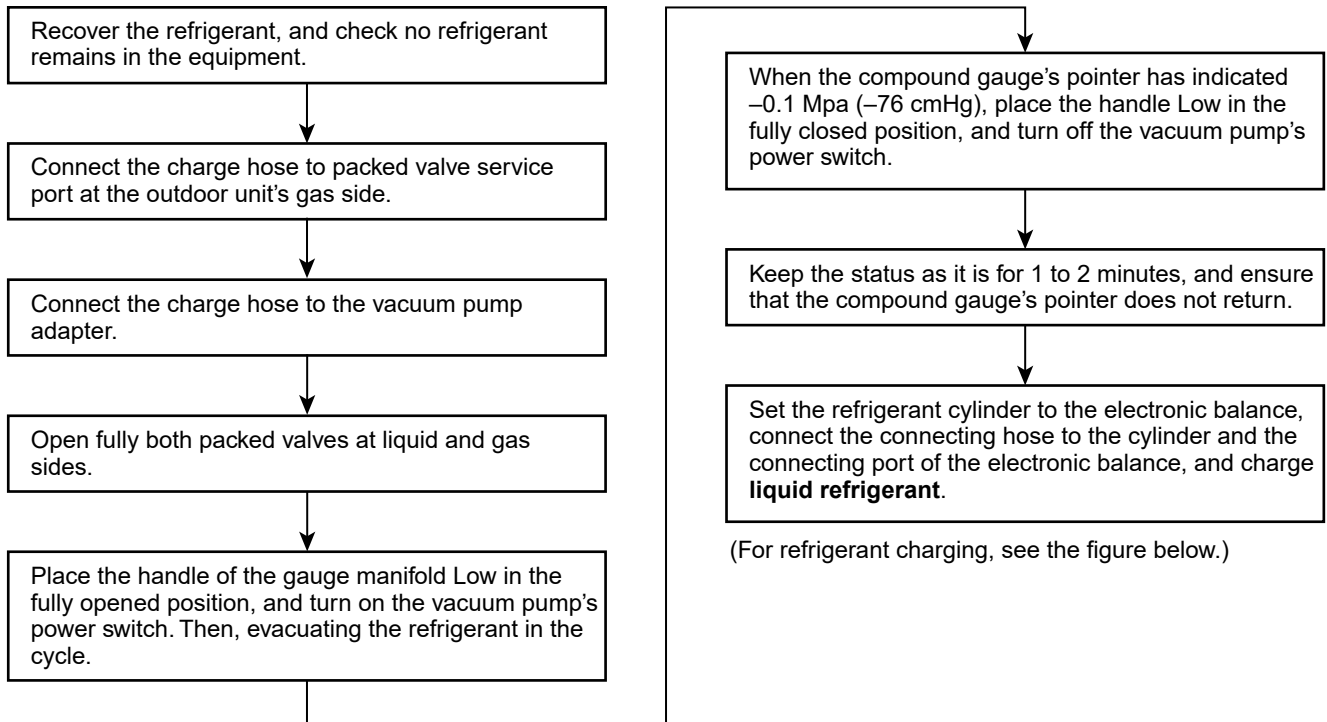 Recover the refrigerant, and check no refrigerant
remains in the equipment.
Connect the charge hose to packed valve service
port at the outdoor unit’s gas side.
Connect the charge hose to the vacuum pump
adapter.
Open fully both packed valves at liquid and gas
sides.
Place the handle of the gauge manifold Low in the
fully opened position, and turn on the vacuum pump’s
power switch. Then, evacuating the refrigerant in the
cycle.
When the compound gauge’s pointer has indicated
–0.1 Mpa (–76 cmHg), place the handle Low in the
fully closed position, and turn off the vacuum pump’s
power switch.
Keep the status as it is for 1 to 2 minutes, and ensure
that the compound gauge’s pointer does not return.
Set the refrigerant cylinder to the electronic balance,
connect the connecting hose to the cylinder and the
connecting port of the electronic balance, and charge
liquid refrigerant.
(For refrigerant charging, see the figure below.)